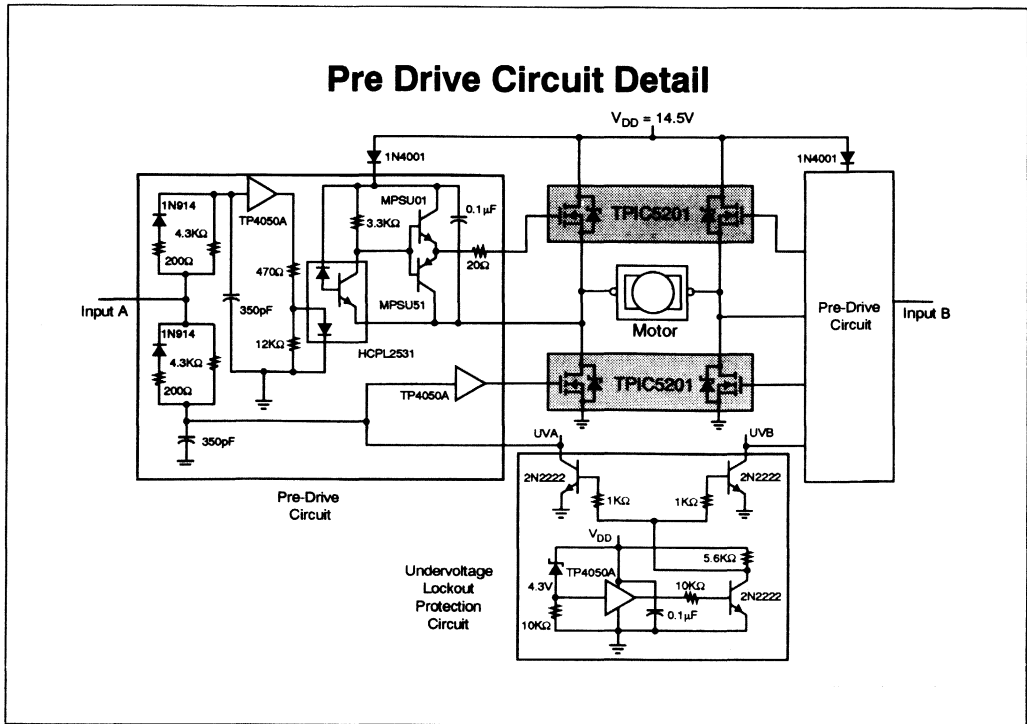 Pre Drive Circuit Detail
VDD = 14.5V
1N4001
1N4001
1N914
4.3KΩ
200Ω
TP4050A
MPSU01
3.3KΩ
0.1µF
20Ω
TPIC5201
470Ω
350pF
MPSU51
Input A
1N914
4.3KΩ
200Ω
12KΩ
HCPL2531
Motor
Pre-Drive
Circuit
Input B
TP4050A
TPIC5201
350pF
UVA
UVB
Pre-Drive
Circuit
2N2222
1KΩ
1KΩ
2N2222
VDD
5.6KΩ
Undervoltage
Lockout
Protection
Circuit
TP4050A
4.3V
10KΩ
10KΩ
0.1µF
2N2222